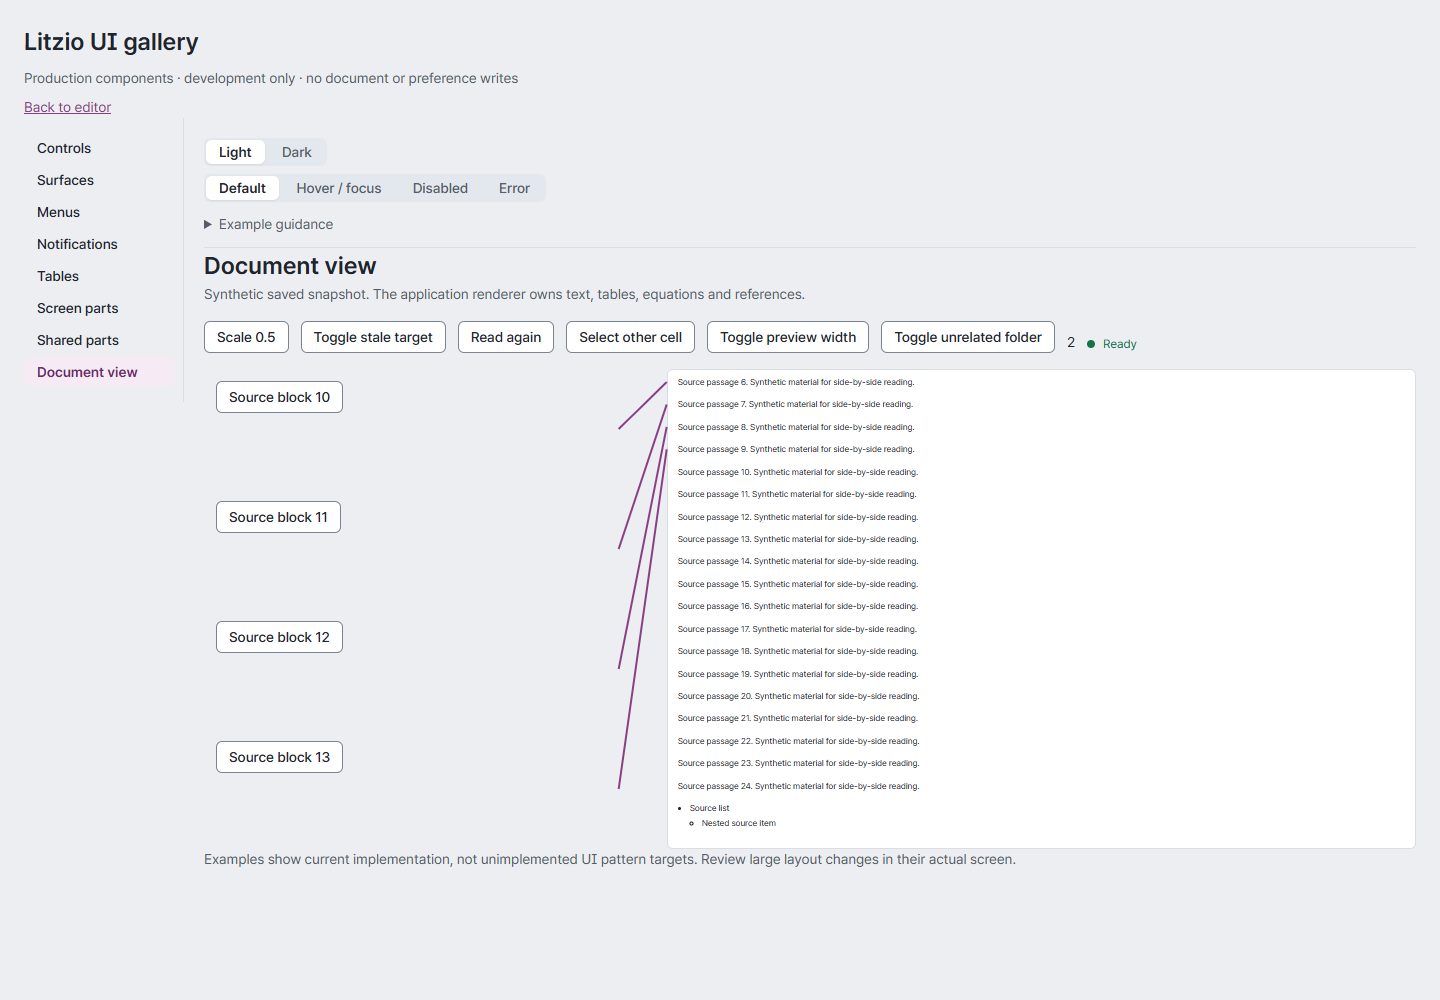 Litzio UI gallery
Production components · development only · no document or preference writes
Back to editor
Controls
Surfaces
Menus
Notifications
Tables
Screen parts
Shared parts
Document view
Light Dark
Default Hover / focus Disabled Error
Example guidance
Document view
Synthetic saved snapshot. The application renderer owns text, tables, equations and references.
Scale 0.5 Toggle stale target Read again Select other cell Toggle preview width Toggle unrelated folder 2 Ready
Source block 10
Source block 11
Source block 12
Source block 13
Source passage 6. Synthetic material for side-by-side reading.
Source passage 7. Synthetic material for side-by-side reading.
Source passage 8. Synthetic material for side-by-side reading.
Source passage 9. Synthetic material for side-by-side reading.
Source passage 10. Synthetic material for side-by-side reading.
Source passage 11. Synthetic material for side-by-side reading.
Source passage 12. Synthetic material for side-by-side reading.
Source passage 13. Synthetic material for side-by-side reading.
Source passage 14. Synthetic material for side-by-side reading.
Source passage 15. Synthetic material for side-by-side reading.
Source passage 16. Synthetic material for side-by-side reading.
Source passage 17. Synthetic material for side-by-side reading.
Source passage 18. Synthetic material for side-by-side reading.
Source passage 19. Synthetic material for side-by-side reading.
Source passage 20. Synthetic material for side-by-side reading.
Source passage 21. Synthetic material for side-by-side reading.
Source passage 22. Synthetic material for side-by-side reading.
Source passage 23. Synthetic material for side-by-side reading.
Source passage 24. Synthetic material for side-by-side reading.
Source list
Nested source item
Examples show current implementation, not unimplemented UI pattern targets. Review large layout changes in their actual screen.